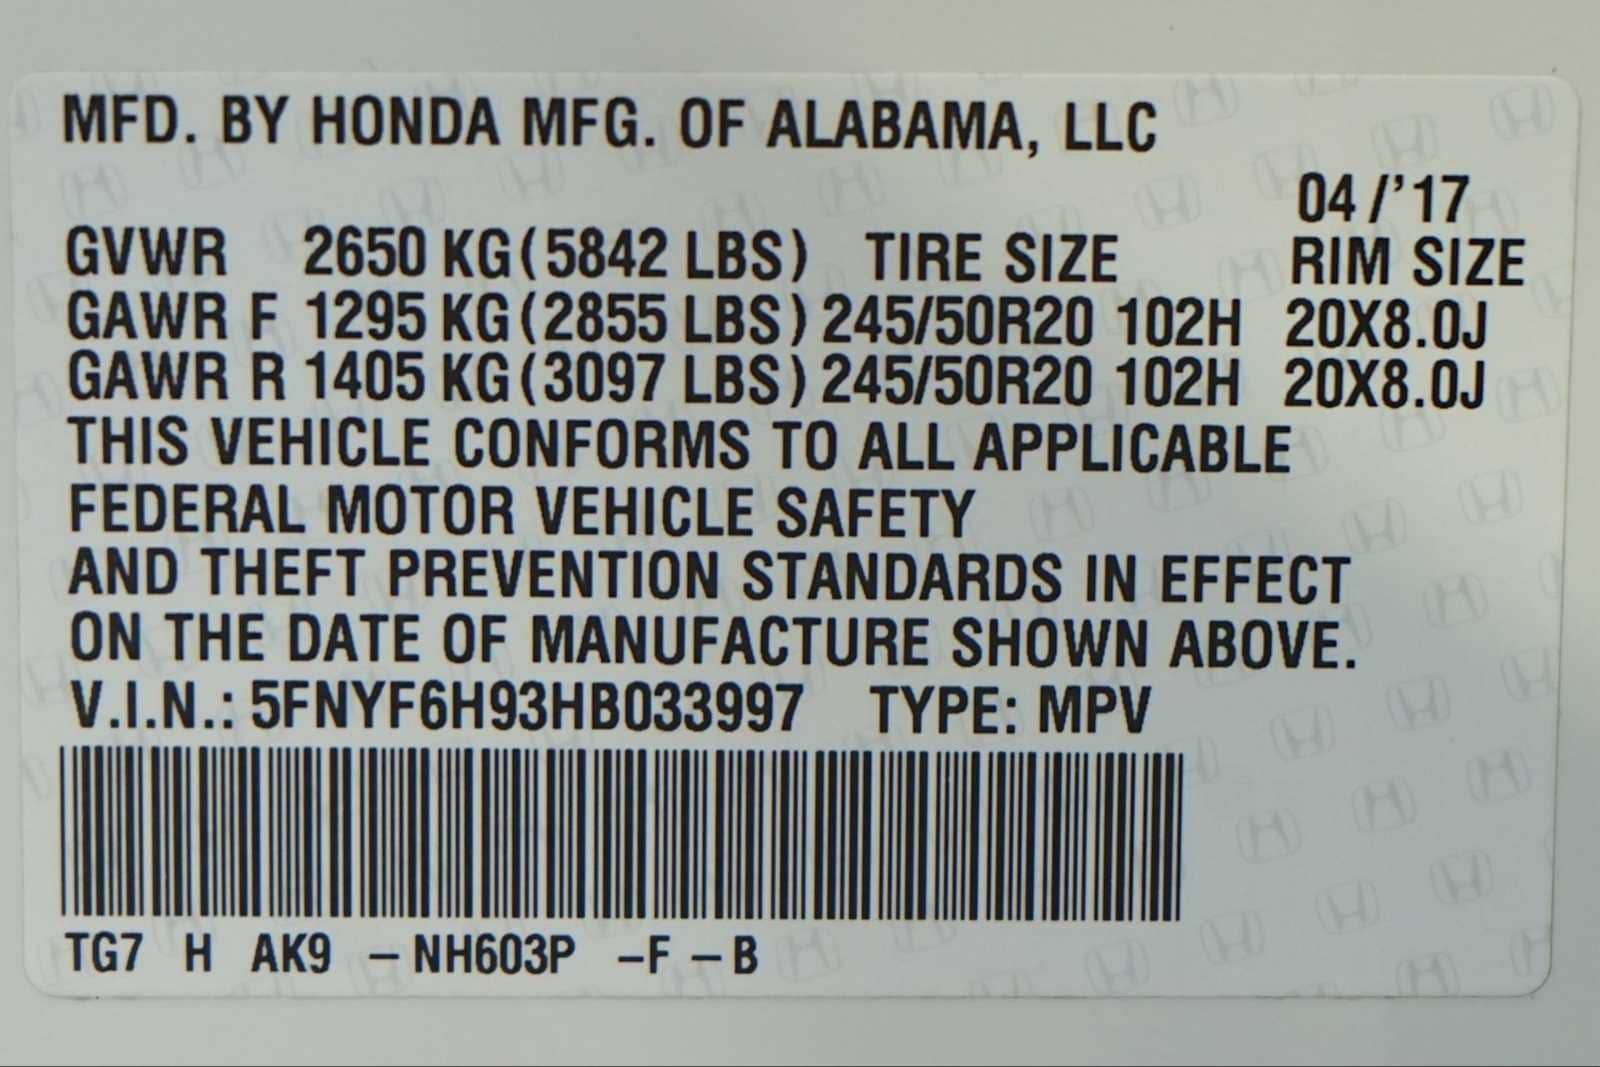 MFD. BY HONDA MFG. OF ALABAMA, LLC
04/'17
GVWR 2650 KG(5842 LBS) TIRE SIZE RIM SIZE
GAWR F 1295 KG(2855 LBS) 245/50R20 102H 20X8.0J
GAWR R 1405 KG(3097 LBS) 245/50R20 102H 20X8.0J
THIS VEHICLE CONFORMS TO ALL APPLICABLE
FEDERAL MOTOR VEHICLE SAFETY
AND THEFT PREVENTION STANDARDS IN EFFECT
ON THE DATE OF MANUFACTURE SHOWN ABOVE.
V.I.N.: 5FNYF6H93HB033997 TYPE: MPV
TG7 H AK9 -NH603P -F -B